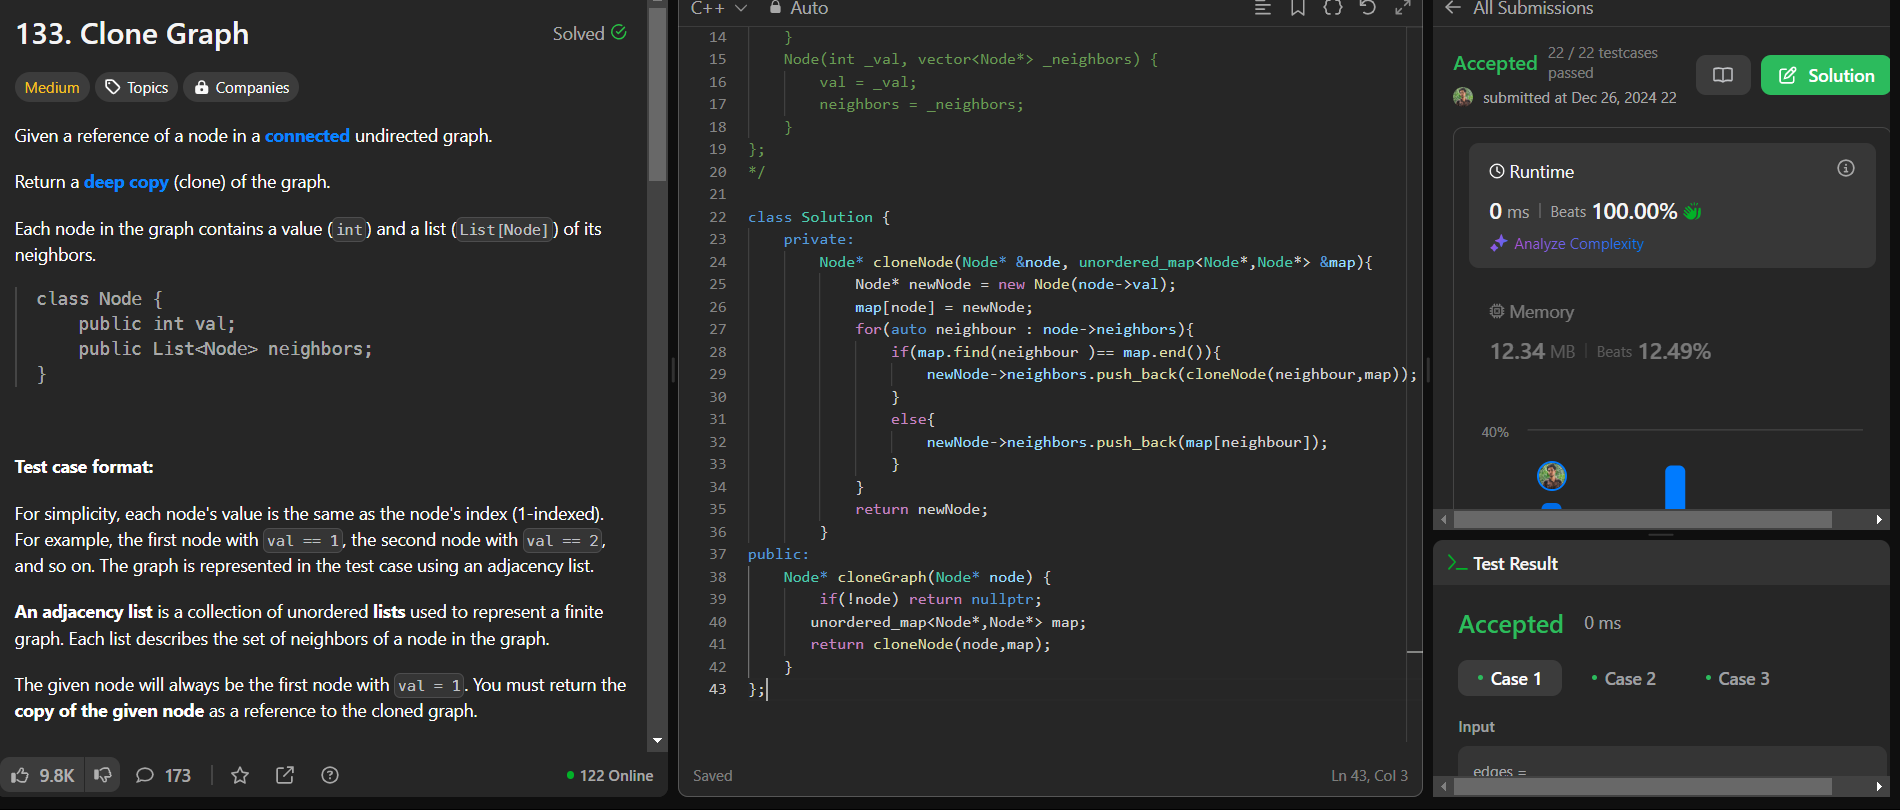 133. Clone Graph
Solved
Medium
Topics
Companies
Given a reference of a node in a connected undirected graph.
Return a deep copy (clone) of the graph.
Each node in the graph contains a value (int) and a list (List[Node]) of its
neighbors.
class Node {
    public int val;
    public List<Node> neighbors;
}
Test case format:
For simplicity, each node's value is the same as the node's index (1-indexed).
For example, the first node with val == 1, the second node with val == 2,
and so on. The graph is represented in the test case using an adjacency list.
An adjacency list is a collection of unordered lists used to represent a finite
graph. Each list describes the set of neighbors of a node in the graph.
The given node will always be the first node with val = 1. You must return the
copy of the given node as a reference to the cloned graph.
9.8K
173
122 Online
C++
Auto
14     }
15     Node(int _val, vector<Node*> _neighbors) {
16         val = _val;
17         neighbors = _neighbors;
18     }
19 };
20 */
21
22 class Solution {
23     private:
24         Node* cloneNode(Node* &node, unordered_map<Node*,Node*> &map){
25             Node* newNode = new Node(node->val);
26             map[node] = newNode;
27             for(auto neighbour : node->neighbors){
28                 if(map.find(neighbour )== map.end()){
29                     newNode->neighbors.push_back(cloneNode(neighbour,map));
30                 }
31                 else{
32                     newNode->neighbors.push_back(map[neighbour]);
33                 }
34             }
35             return newNode;
36         }
37 public:
38     Node* cloneGraph(Node* node) {
39         if(!node) return nullptr;
40        unordered_map<Node*,Node*> map;
41        return cloneNode(node,map);
42     }
43 };
Saved
Ln 43, Col 3
All Submissions
Accepted
22 / 22 testcases
passed
submitted at Dec 26, 2024 22
Solution
Runtime
0 ms
Beats 100.00%
Analyze Complexity
Memory
12.34 MB
Beats 12.49%
40%
Test Result
Accepted
0 ms
Case 1
Case 2
Case 3
Input
edges =